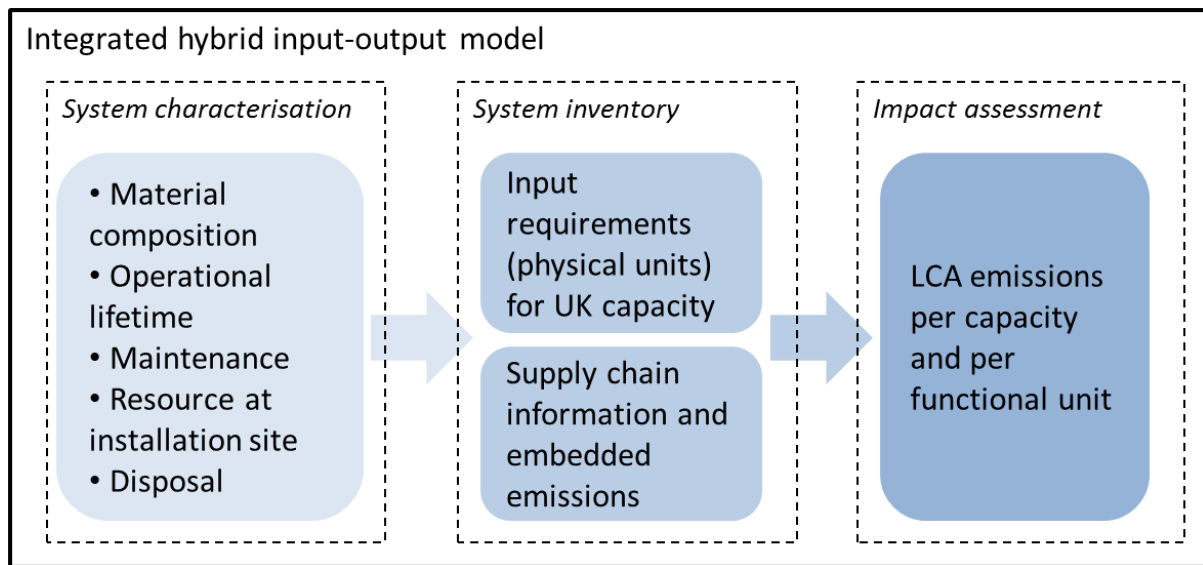 Integrated hybrid input-output model
System characterisation
• Material
composition
• Operational
lifetime
• Maintenance
• Resource at
installation site
• Disposal
System inventory
Input
requirements
(physical units)
for UK capacity
Supply chain
information and
embedded
emissions
Impact assessment
LCA emissions
per capacity
and per
functional unit